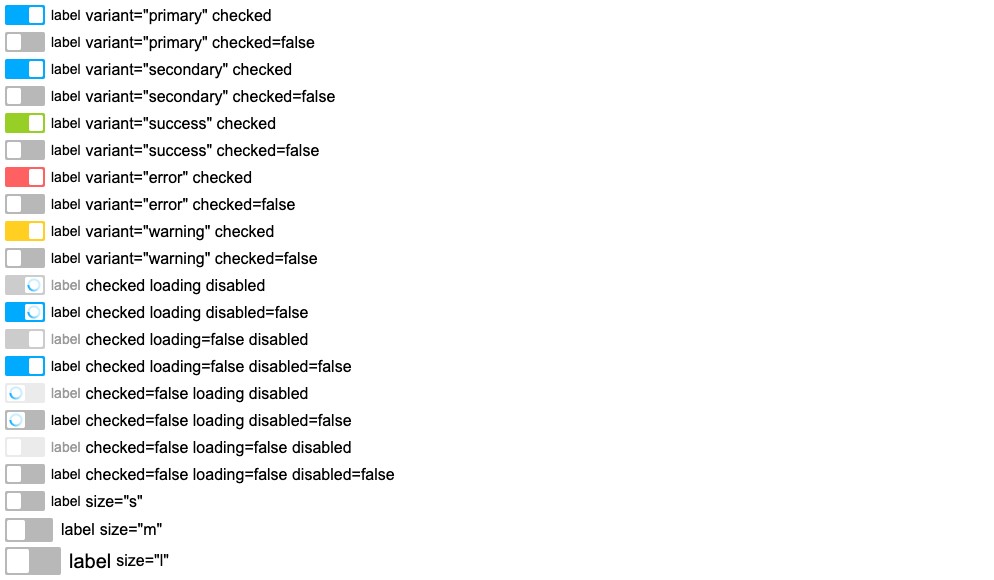 label variant="primary" checked
label variant="primary" checked=false
label variant="secondary" checked
label variant="secondary" checked=false
label variant="success" checked
label variant="success" checked=false
label variant="error" checked
label variant="error" checked=false
label variant="warning" checked
label variant="warning" checked=false
label checked loading disabled
label checked loading disabled=false
label checked loading=false disabled
label checked loading=false disabled=false
label checked=false loading disabled
label checked=false loading disabled=false
label checked=false loading=false disabled
label checked=false loading=false disabled=false
label size="s"
label size="m"
label size="l"